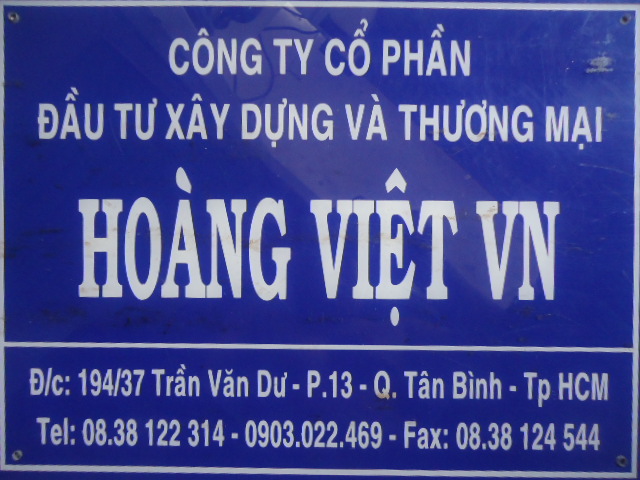 CÔNG TY CỔ PHẦN
ĐẦU TƯ XÂY DỰNG VÀ THƯƠNG MẠI
HOÀNG VIỆT VN
Đ/c: 194/37 Trần Văn Dư - P.13 - Q. Tân Bình - Tp HCM
Tel: 08.38 122 314 - 0903.022.469 - Fax: 08.38 124 544